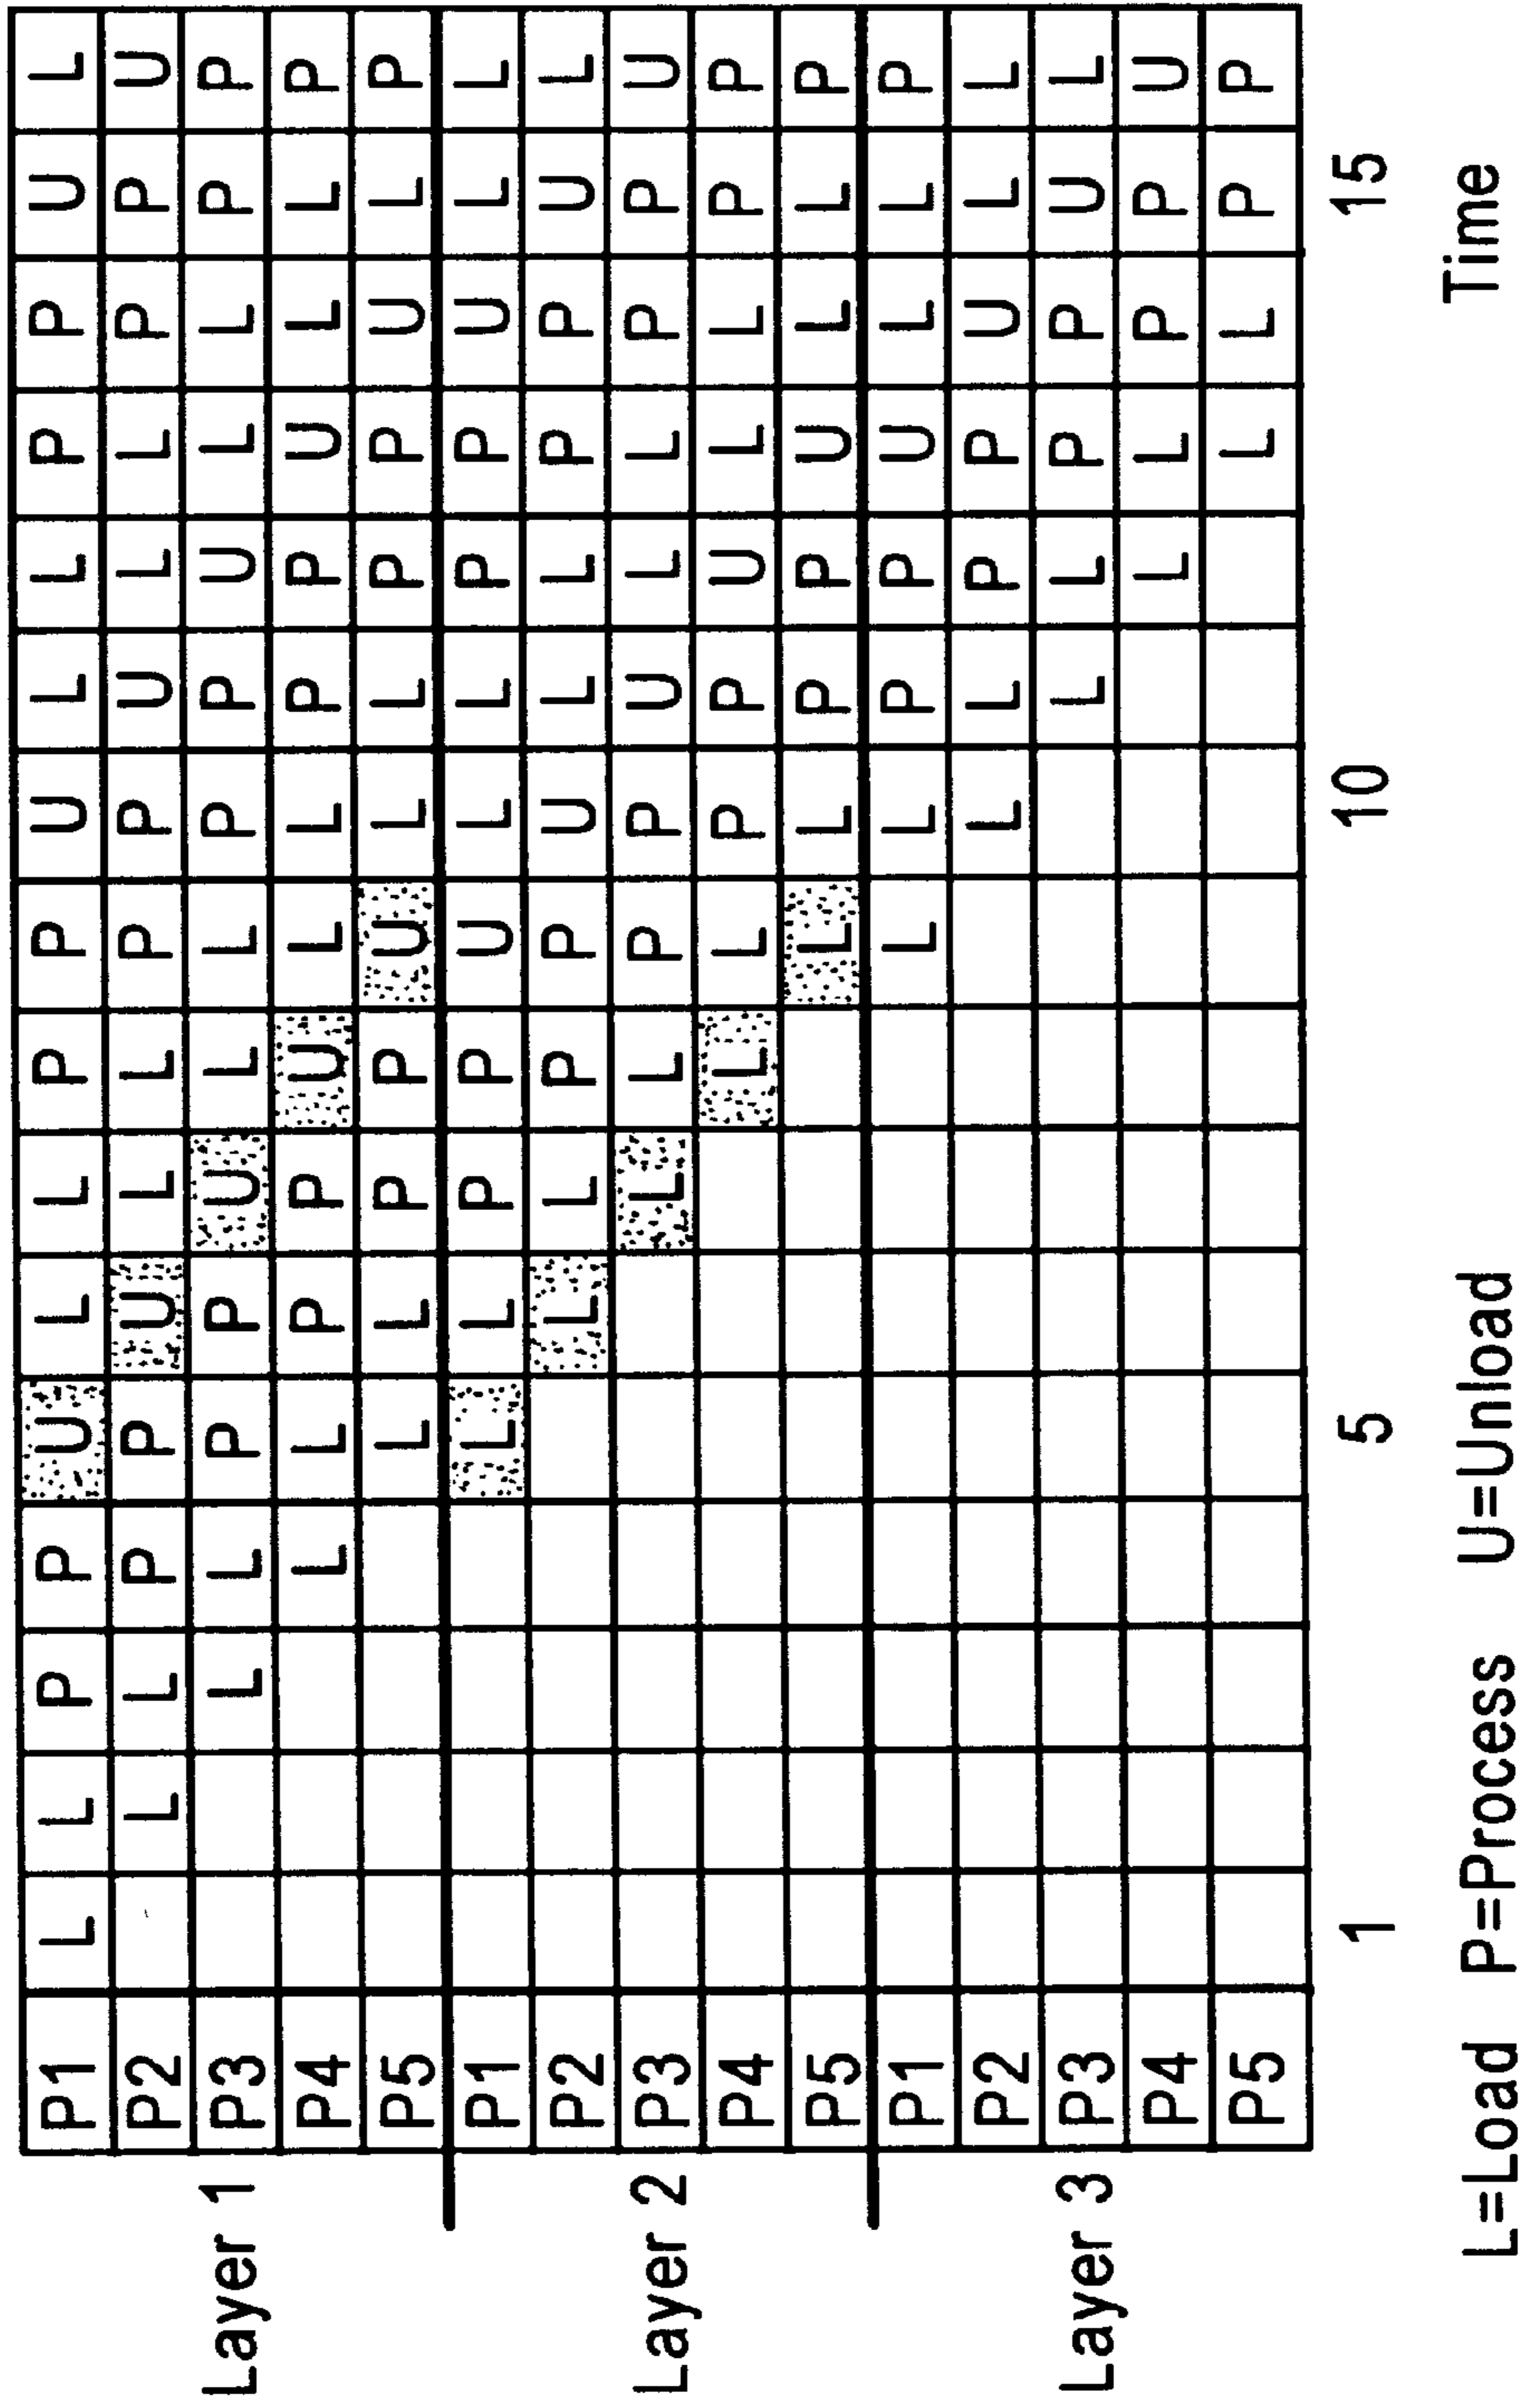 P1 L L P P U L L P P U L L P P U L
P2 L L P P U L L P P U L L P P U
Layer 1 P3 L L P P U L L P P U L L P P
P4 L L P P U L L P P U L L P
P5 L L P P U L L P P U L P
P1 L L P P U L L P P U L L
P2 L L P P U L L P P U L
Layer 2 P3 L L P P U L L P P U
P4 L L P P U L L P P
P5 L L P P U L L P
P1 L L P P U L L P
P2 L L P P U L L
Layer 3 P3 L L P P U L
P4 L L P P U
P5 L L P P
1 5 10 15
Time
L=Load P=Process U=Unload